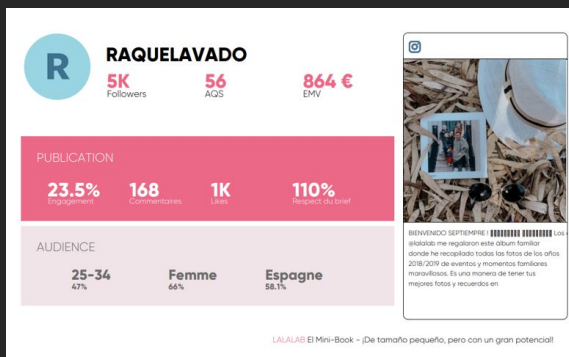 R
RAQUELAVADO
5K
Followers
56
AQS
864 €
EMV
PUBLICATION
23.5%
Engagement
168
Commentaires
1K
Likes
110%
Respect du brief
AUDIENCE
25-34
47%
Femme
66%
Espagne
58.1%
BIENVENIDO SEPTIEMPRE ! Los
@lalalab me regalaron este álbum familiar
donde he recopilado todas las fotos de los años
2018/2019 de eventos y momentos familiares
maravillosos. Es una manera de tener tus
mejores fotos y recuerdos en
LALALAB El Mini-Book - ¡De tamaño pequeño, pero con un gran potencial!